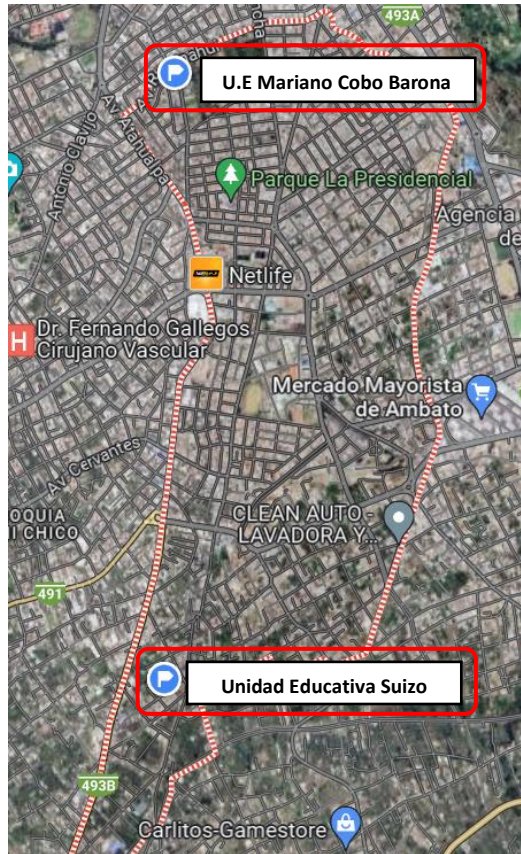 493A
U.E Mariano Cobo Barona
Av. Atahualpa
Antonio Clavijo
Parque La Presidencial
Agencia
de
Netlife
Dr. Fernando Gallegos
Cirujano Vascular
Mercado Mayorista
de Ambato
Av. Cervantes
CLEAN AUTO -
LAVADORA Y...
OQUIA
I CHICO
491
Unidad Educativa Suizo
493B
Carlitos-Gamestore